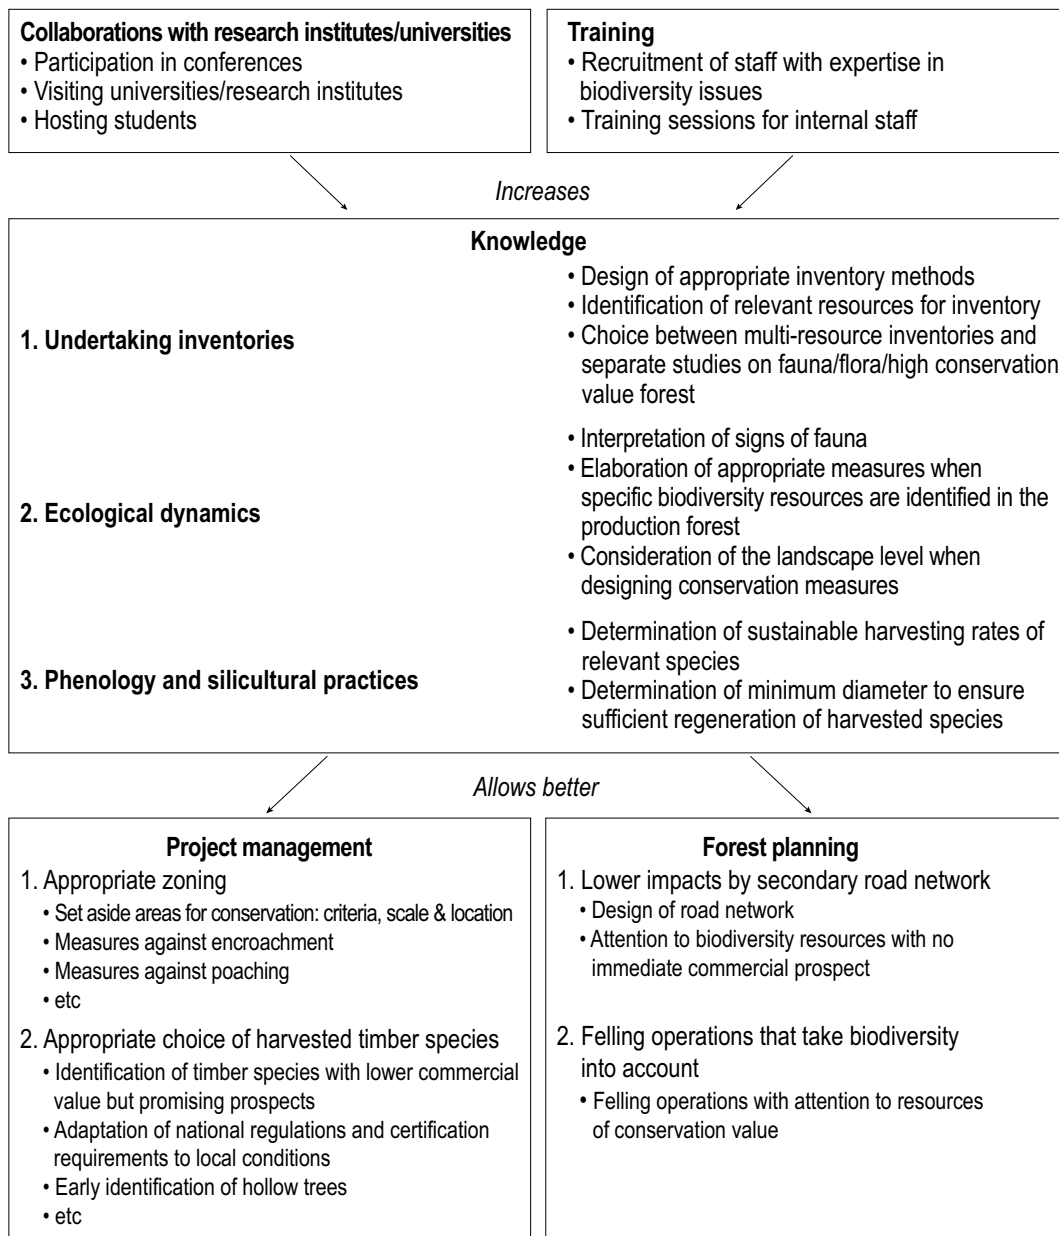 Collaborations with research institutes/universities
• Participation in conferences
• Visiting universities/research institutes
• Hosting students
Training
• Recruitment of staff with expertise in
biodiversity issues
• Training sessions for internal staff
Increases
Knowledge
1. Undertaking inventories
• Design of appropriate inventory methods
• Identification of relevant resources for inventory
• Choice between multi-resource inventories and
separate studies on fauna/flora/high conservation
value forest
2. Ecological dynamics
• Interpretation of signs of fauna
• Elaboration of appropriate measures when
specific biodiversity resources are identified in the
production forest
• Consideration of the landscape level when
designing conservation measures
3. Phenology and silicultural practices
• Determination of sustainable harvesting rates of
relevant species
• Determination of minimum diameter to ensure
sufficient regeneration of harvested species
Allows better
Project management
1. Appropriate zoning
• Set aside areas for conservation: criteria, scale & location
• Measures against encroachment
• Measures against poaching
• etc
2. Appropriate choice of harvested timber species
• Identification of timber species with lower commercial
value but promising prospects
• Adaptation of national regulations and certification
requirements to local conditions
• Early identification of hollow trees
• etc
Forest planning
1. Lower impacts by secondary road network
• Design of road network
• Attention to biodiversity resources with no
immediate commercial prospect
2. Felling operations that take biodiversity
into account
• Felling operations with attention to resources
of conservation value